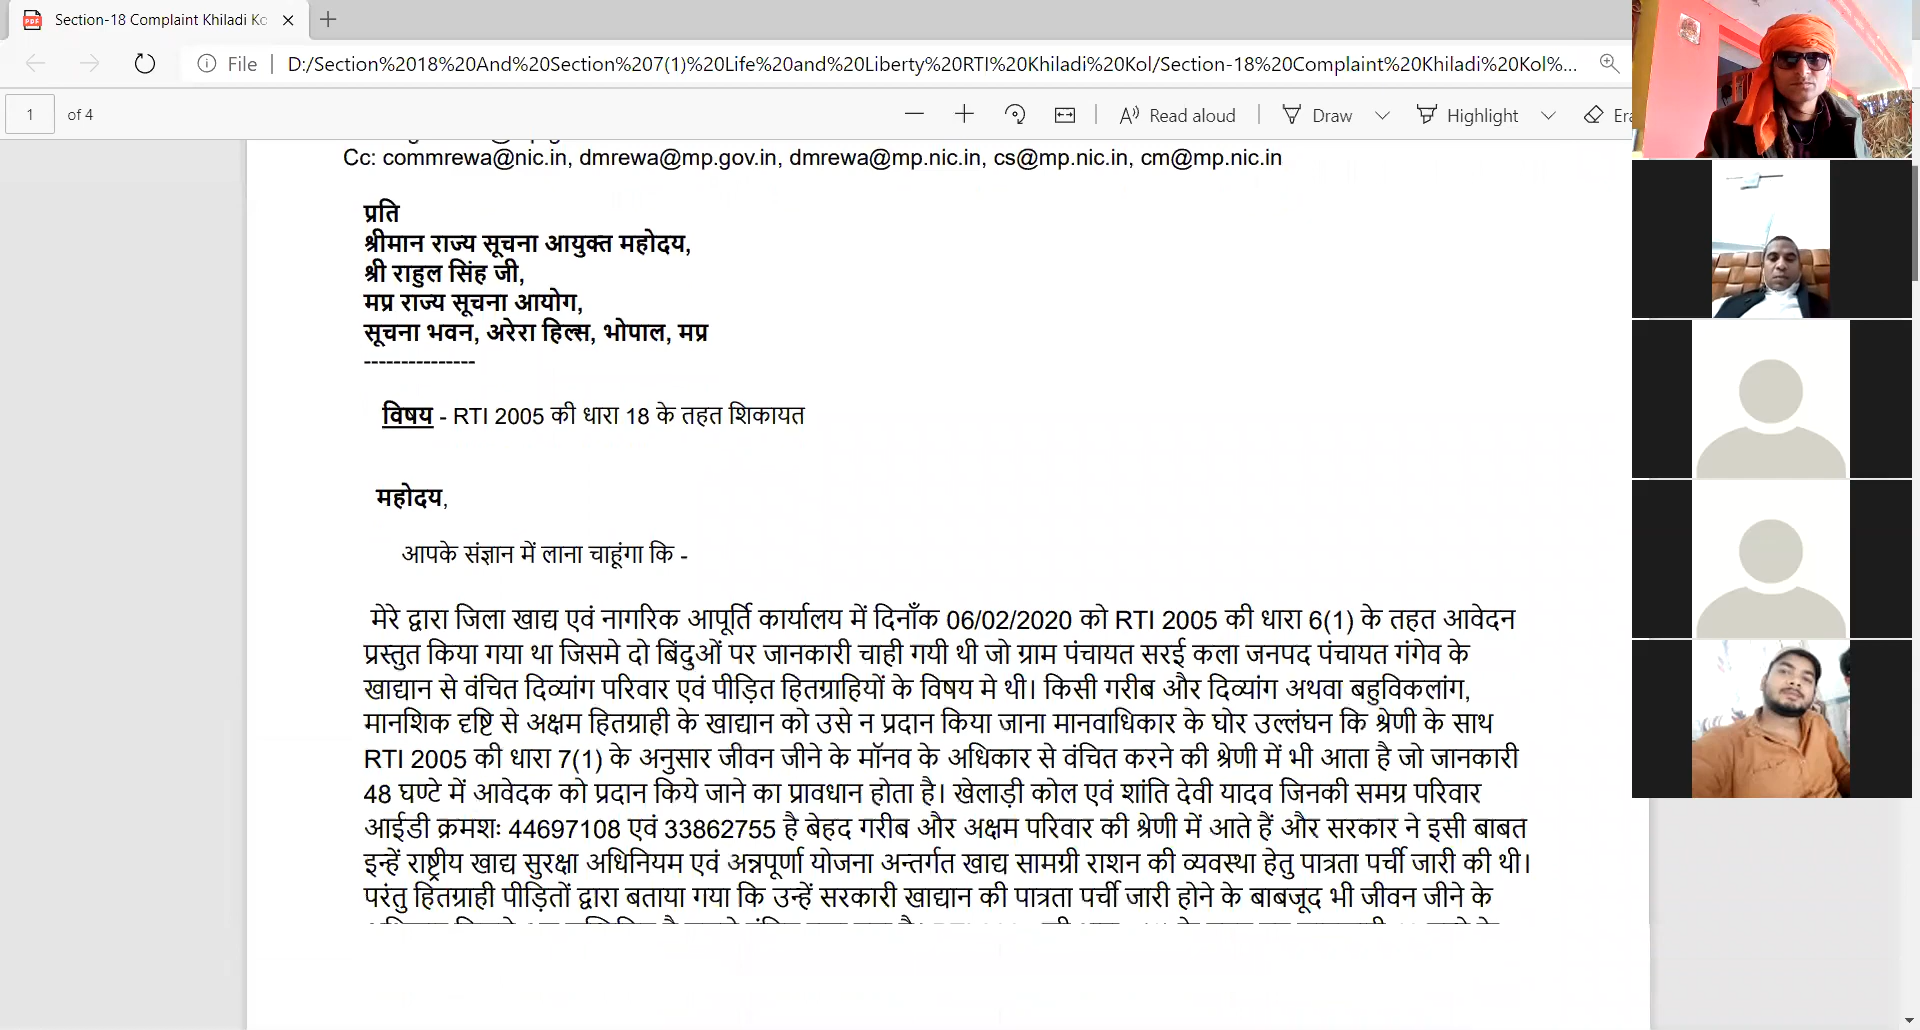 Section-18 Complaint Khiladi Ko
File
D:/Section%2018%20And%20Section%207(1)%20Life%20and%20Liberty%20RTI%20Khiladi%20Kol/Section-18%20Complaint%20Khiladi%20Kol%...
1 of 4
Read aloud
Draw
Highlight
Era
Cc: commrewa@nic.in, dmrewa@mp.gov.in, dmrewa@mp.nic.in, cs@mp.nic.in, cm@mp.nic.in
प्रति
श्रीमान राज्य सूचना आयुक्त महोदय,
श्री राहुल सिंह जी,
मप्र राज्य सूचना आयोग,
सूचना भवन, अरेरा हिल्स, भोपाल, मप्र
---------------
विषय - RTI 2005 की धारा 18 के तहत शिकायत
महोदय,
आपके संज्ञान में लाना चाहूंगा कि -
मेरे द्वारा जिला खाद्य एवं नागरिक आपूर्ति कार्यालय में दिनाँक 06/02/2020 को RTI 2005 की धारा 6(1) के तहत आवेदन
प्रस्तुत किया गया था जिसमे दो बिंदुओं पर जानकारी चाही गयी थी जो ग्राम पंचायत सरई कला जनपद पंचायत गंगेव के
खाद्यान से वंचित दिव्यांग परिवार एवं पीड़ित हितग्राहियों के विषय मे थी। किसी गरीब और दिव्यांग अथवा बहुविकलांग,
मानशिक दृष्टि से अक्षम हितग्राही के खाद्यान को उसे न प्रदान किया जाना मानवाधिकार के घोर उल्लंघन कि श्रेणी के साथ
RTI 2005 की धारा 7(1) के अनुसार जीवन जीने के मॉनव के अधिकार से वंचित करने की श्रेणी में भी आता है जो जानकारी
48 घण्टे में आवेदक को प्रदान किये जाने का प्रावधान होता है। खेलाड़ी कोल एवं शांति देवी यादव जिनकी समग्र परिवार
आईडी क्रमशः 44697108 एवं 33862755 है बेहद गरीब और अक्षम परिवार की श्रेणी में आते हैं और सरकार ने इसी बाबत
इन्हें राष्ट्रीय खाद्य सुरक्षा अधिनियम एवं अन्नपूर्णा योजना अन्तर्गत खाद्य सामग्री राशन की व्यवस्था हेतु पात्रता पर्ची जारी की थी।
परंतु हितग्राही पीड़ितों द्वारा बताया गया कि उन्हें सरकारी खाद्यान की पात्रता पर्ची जारी होने के बाबजूद भी जीवन जीने के